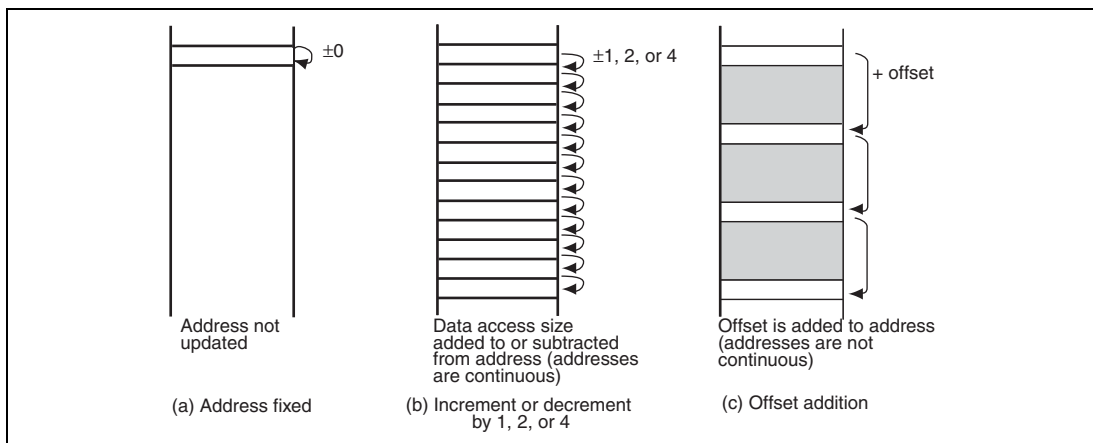 ±0
±1, 2, or 4
+ offset
Address not
updated
Data access size
added to or subtracted
from address (addresses
are continuous)
Offset is added to address
(addresses are not
continuous)
(a) Address fixed
(b) Increment or decrement
by 1, 2, or 4
(c) Offset addition